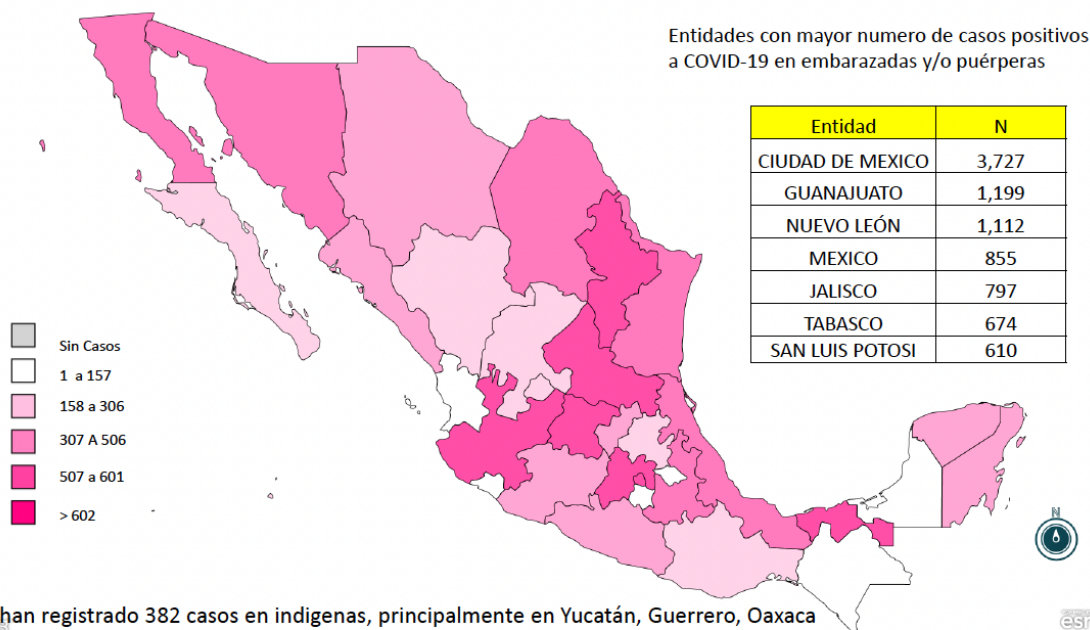 Entidades con mayor numero de casos positivos
a COVID-19 en embarazadas y/o puérperas
Entidad N
CIUDAD DE MEXICO 3,727
GUANAJUATO 1,199
NUEVO LEÓN 1,112
MEXICO 855
JALISCO 797
TABASCO 674
SAN LUIS POTOSI 610
Sin Casos
1 a 157
158 a 306
307 A 506
507 a 601
> 602
N
han registrado 382 casos en indigenas, principalmente en Yucatán, Guerrero, Oaxaca